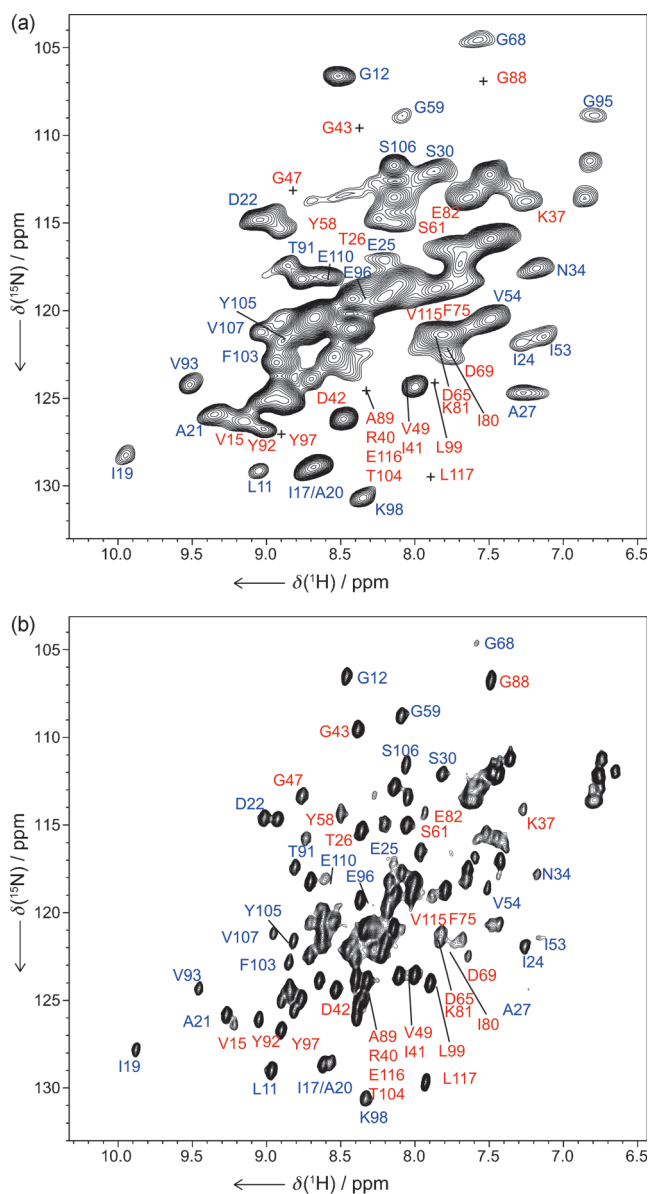 (a)
105
G68
G12
G88
G59
G95
110
G43
S106 S30
G47
D22
E82
K37
115
Y58
S61
T26
E25
T91
E110
N34
E96
Y105
V54
120
V115 F75
V107
F103
I53
I24
V93
D69
D42
D65
125
A89
K81
I80
A27
A21
V49
V15 Y92 Y97
R40
I41
L99
E116
I19
L11
T104
L117
I17/A20
130
K98
δ(15N) / ppm
10.0 9.0 8.5 8.0 7.5 7.0 6.5
δ(1H) / ppm
(b)
105
G68
G12
G88
G59
110
G43
S106
S30
G47
D22
E82
K37
115
Y58
S61
T26
T91
E25
E110
N34
E96
V54
120
Y105
V115 F75
V107
I53
F103
I24
V93
D69
D42
D65
125
K81
I80
A27
A21
A89
V49
V15 Y92
Y97
R40
I41
L99
I19
E116
L11
I17/A20
T104
L117
130
K98
δ(15N) / ppm
10.0 9.0 8.5 8.0 7.5 7.0 6.5
δ(1H) / ppm